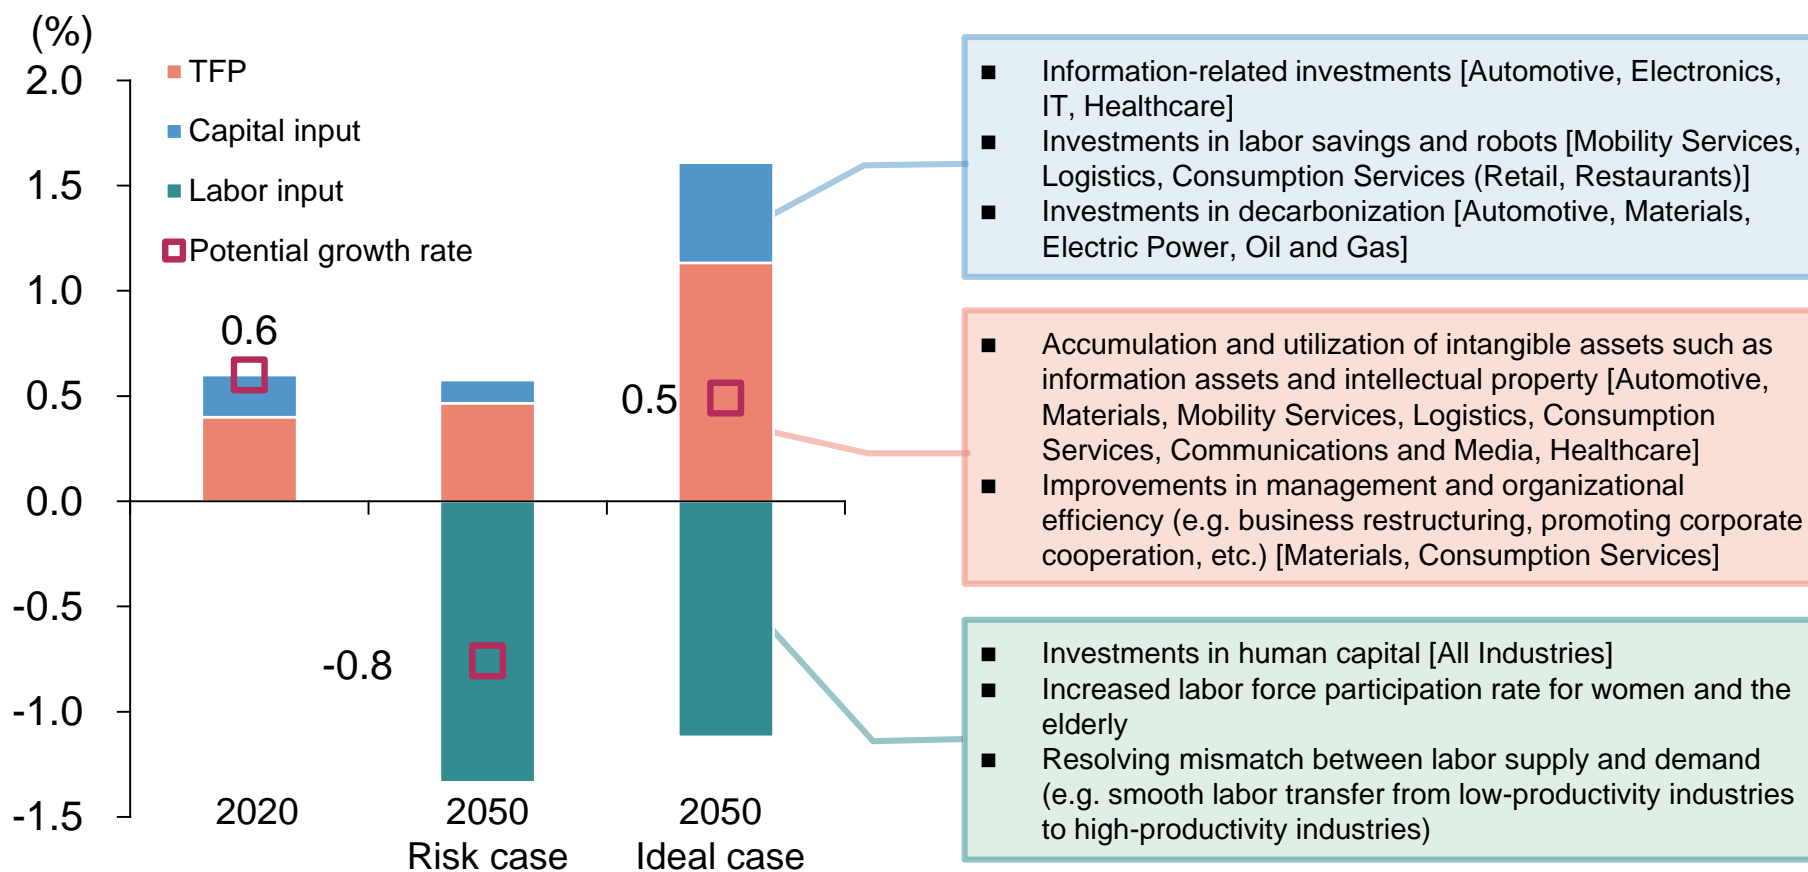 (%)
2.0
1.5
1.0
0.5
0.0
-0.5
-1.0
-1.5
TFP
Capital input
Labor input
Potential growth rate
0.6
-0.8
0.5
2020
2050
Risk case
2050
Ideal case
■ Information-related investments [Automotive, Electronics,
IT, Healthcare]
■ Investments in labor savings and robots [Mobility Services,
Logistics, Consumption Services (Retail, Restaurants)]
■ Investments in decarbonization [Automotive, Materials,
Electric Power, Oil and Gas]
■ Accumulation and utilization of intangible assets such as
information assets and intellectual property [Automotive,
Materials, Mobility Services, Logistics, Consumption
Services, Communications and Media, Healthcare]
■ Improvements in management and organizational
efficiency (e.g. business restructuring, promoting corporate
cooperation, etc.) [Materials, Consumption Services]
■ Investments in human capital [All Industries]
■ Increased labor force participation rate for women and the
elderly
■ Resolving mismatch between labor supply and demand
(e.g. smooth labor transfer from low-productivity industries
to high-productivity industries)